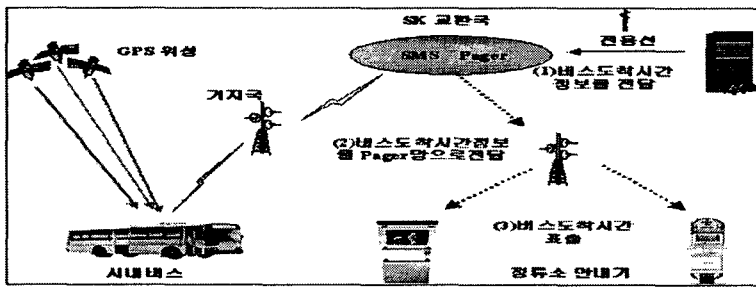 SK 교환국
GPS 위성
전용선
SMS Pager
(1)버스도착시간
정보를 전달
기지국
(2)버스도착시간정보
를 Pager망으로전달
(3)버스도착시간
표출
시내버스
정류소 안내기